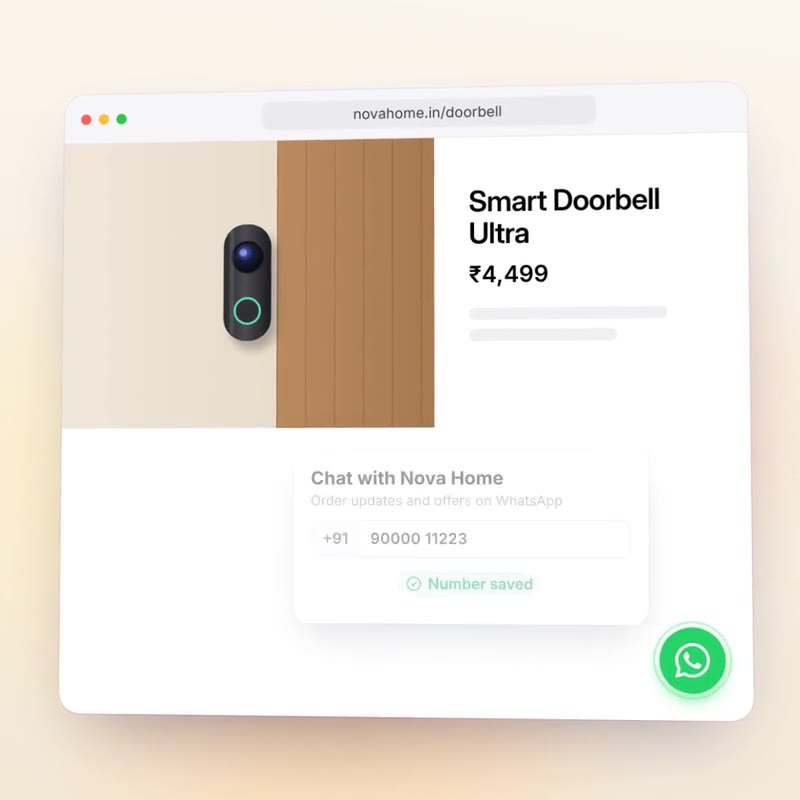 novahome.in/doorbell
Smart Doorbell
Ultra
₹4,499
Chat with Nova Home
Order updates and offers on WhatsApp
+91 90000 11223
Number saved